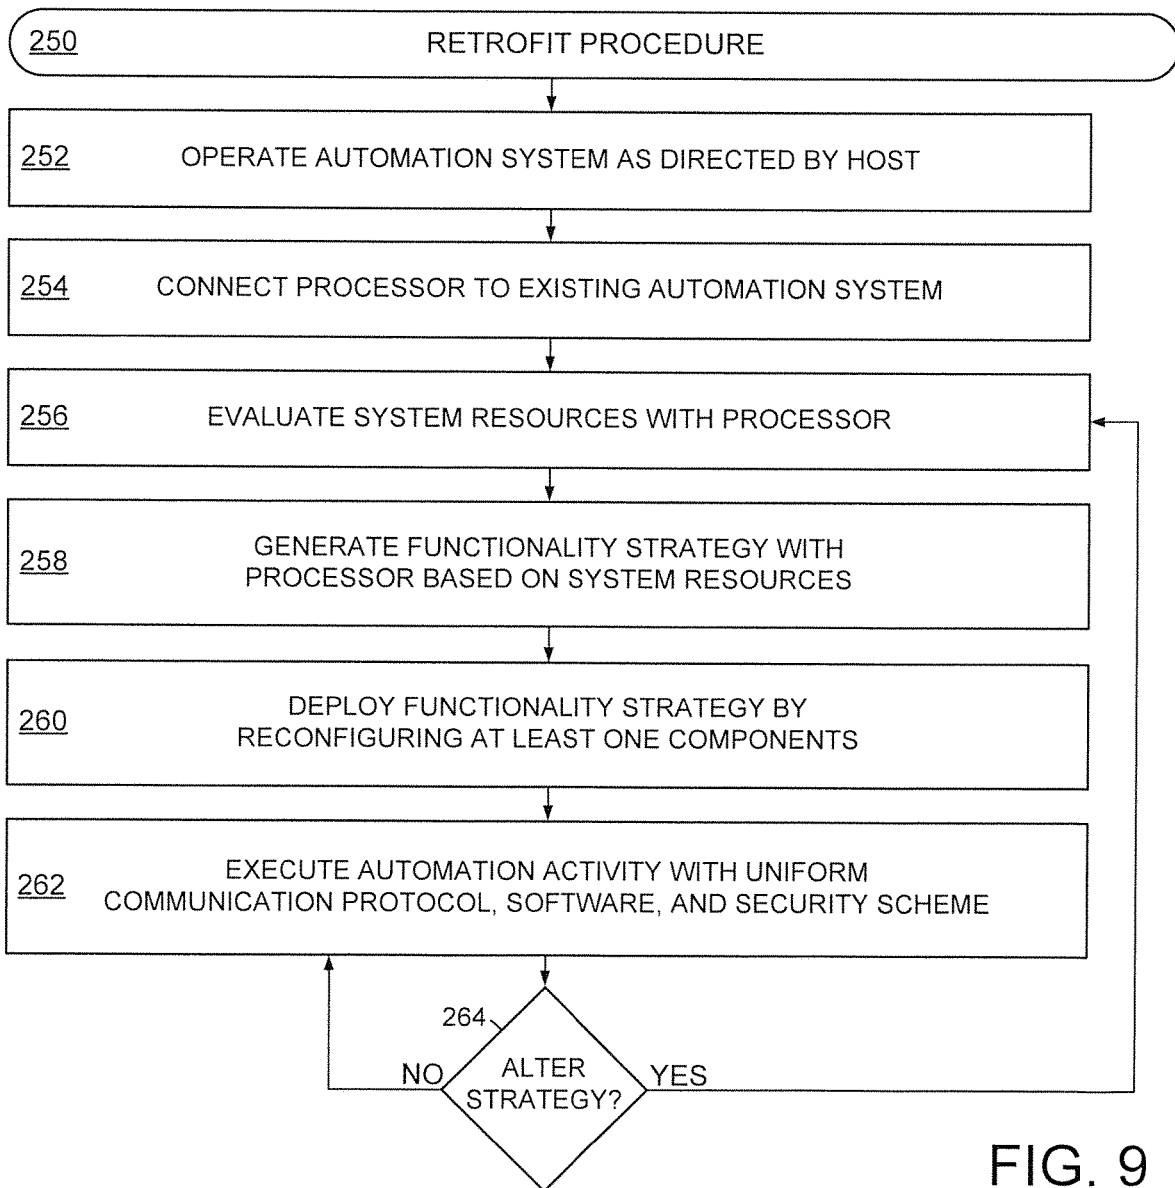 250 RETROFIT PROCEDURE
252 OPERATE AUTOMATION SYSTEM AS DIRECTED BY HOST
254 CONNECT PROCESSOR TO EXISTING AUTOMATION SYSTEM
256 EVALUATE SYSTEM RESOURCES WITH PROCESSOR
258
GENERATE FUNCTIONALITY STRATEGY WITH
PROCESSOR BASED ON SYSTEM RESOURCES
260
DEPLOY FUNCTIONALITY STRATEGY BY
RECONFIGURING AT LEAST ONE COMPONENTS
262
EXECUTE AUTOMATION ACTIVITY WITH UNIFORM
COMMUNICATION PROTOCOL, SOFTWARE, AND SECURITY SCHEME
264
NO
ALTER
STRATEGY?
YES
FIG. 9